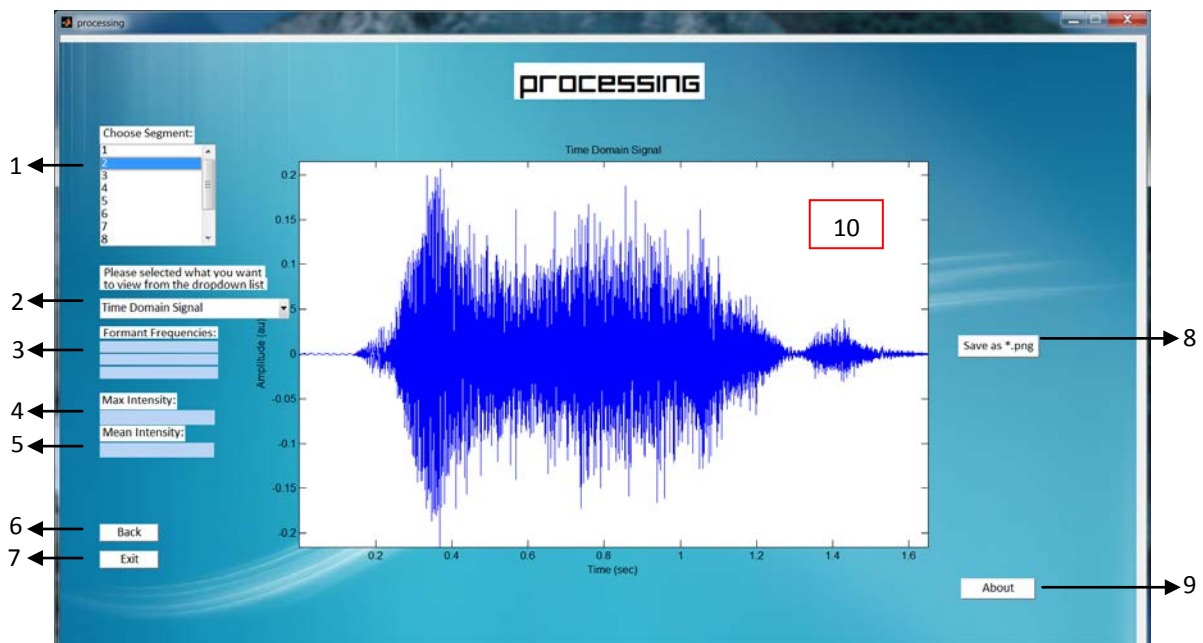 processing
processing
Choose Segment:
1
2
3
4
5
6
7
8
Please selected what you want
to view from the dropdown list
Time Domain Signal
Formant Frequencies:
Max Intensity:
Mean Intensity:
Back
Exit
Time Domain Signal
0.2
0.15
0.1
5
0
-0.05
-0.1
-0.15
-0.2
Amplitude (au)
0.2 0.4 0.6 0.8 1 1.2 1.4 1.6
Time (sec)
10
Save as *.png
About
1
2
3
4
5
6
7
8
9